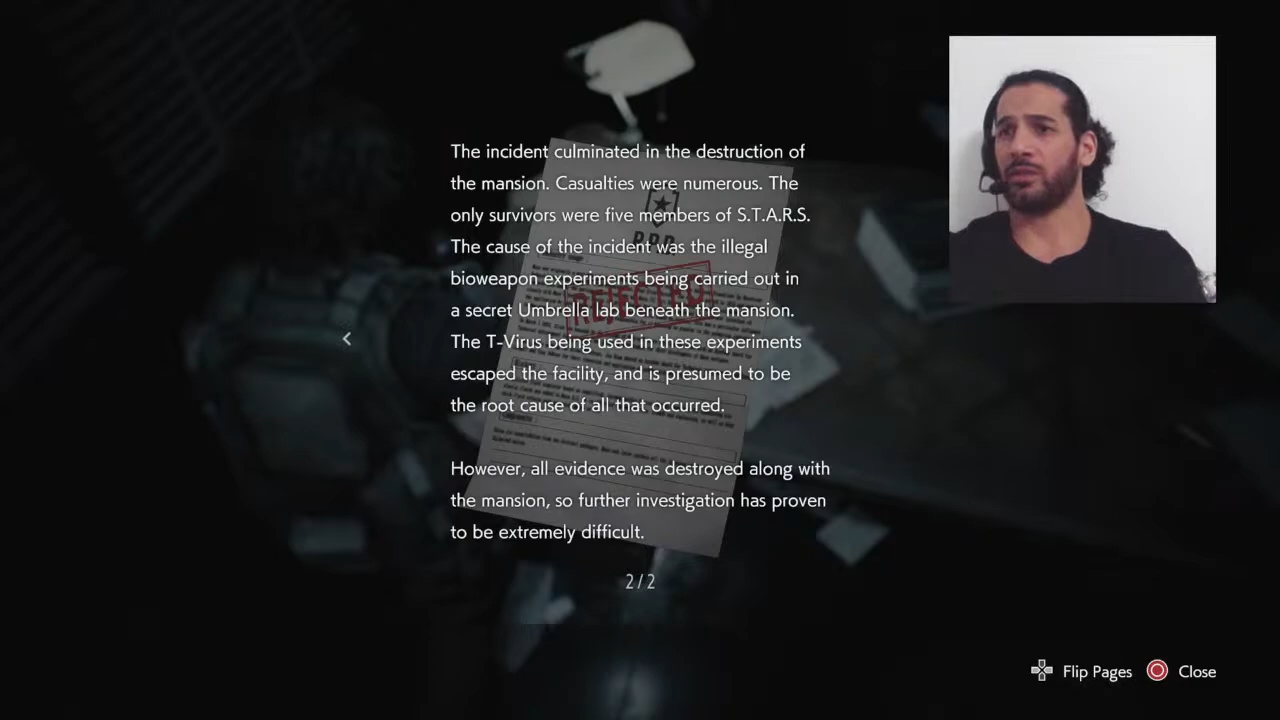 The incident culminated in the destruction of
the mansion. Casualties were numerous. The
only survivors were five members of S.T.A.R.S.
The cause of the incident was the illegal
bioweapon experiments being carried out in
a secret Umbrella lab beneath the mansion.
The T-Virus being used in these experiments
escaped the facility, and is presumed to be
the root cause of all that occurred.
However, all evidence was destroyed along with
the mansion, so further investigation has proven
to be extremely difficult.
2/2
R.P.D.
REJECTED
Flip Pages
Close